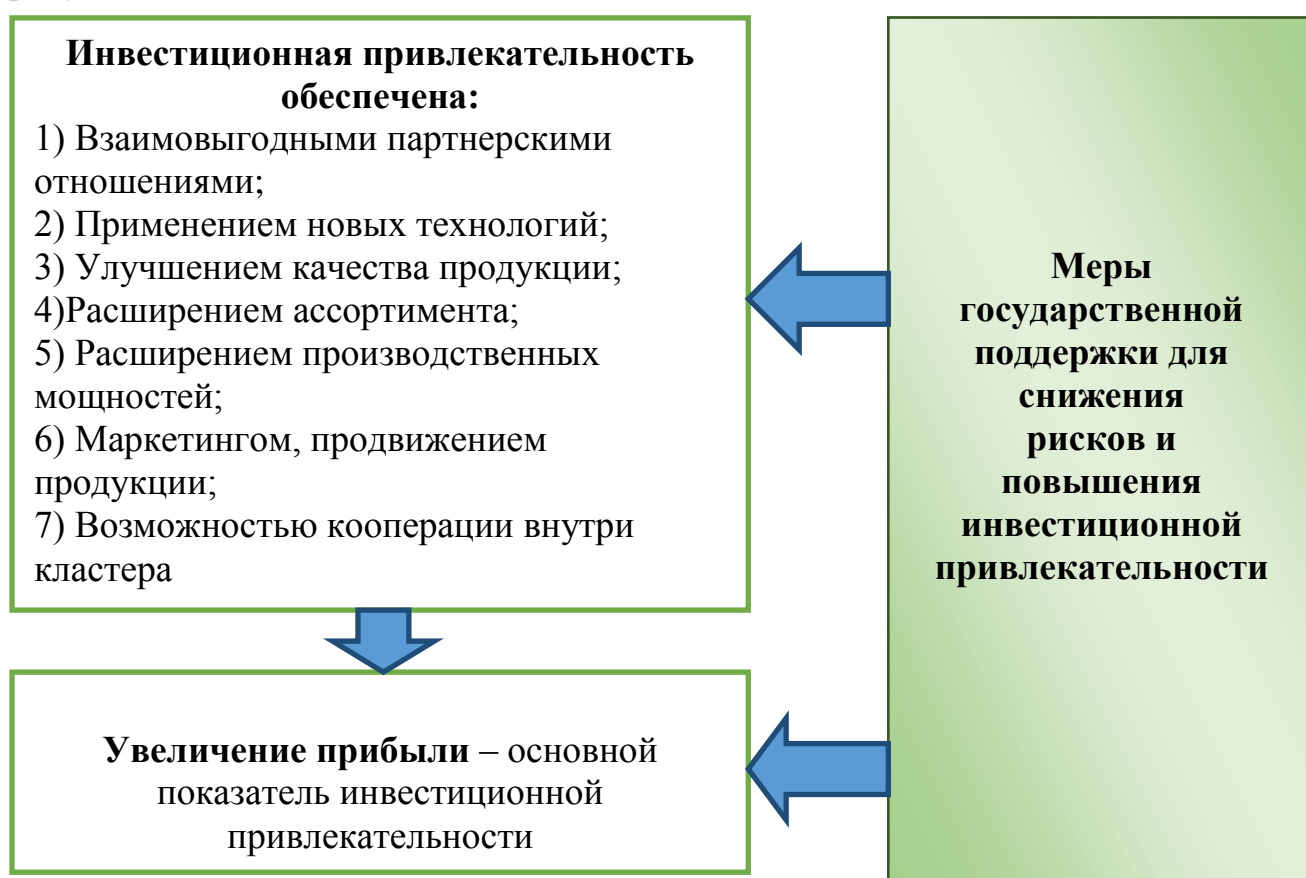 Инвестиционная привлекательность
обеспечена:
1) Взаимовыгодными партнерскими
отношениями;
2) Применением новых технологий;
3) Улучшением качества продукции;
4)Расширением ассортимента;
5) Расширением производственных
мощностей;
6) Маркетингом, продвижением
продукции;
7) Возможностью кооперации внутри
кластера
Увеличение прибыли – основной
показатель инвестиционной
привлекательности
Меры
государственной
поддержки для
снижения
рисков и
повышения
инвестиционной
привлекательности